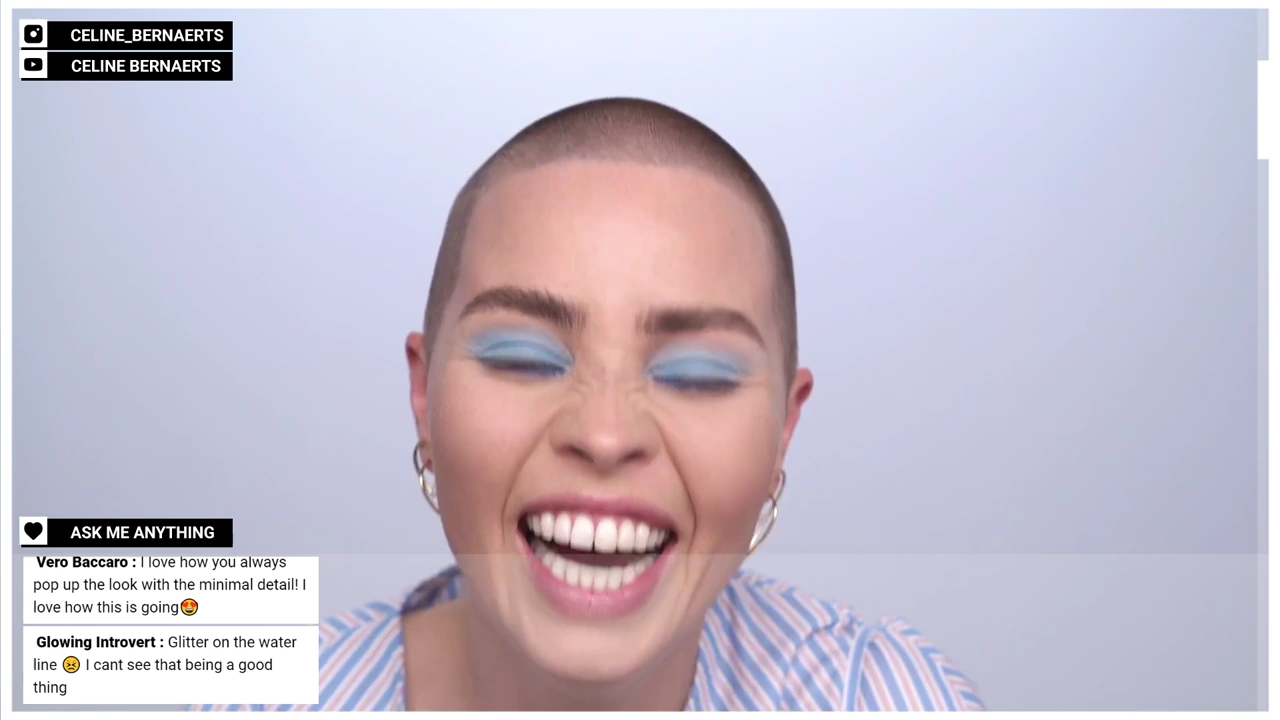 CELINE_BERNAERTS
CELINE BERNAERTS
ASK ME ANYTHING
Vero Baccaro : I love how you always
pop up the look with the minimal detail! I
love how this is going😍
Glowing Introvert : Glitter on the water
line 😣 I cant see that being a good
thing